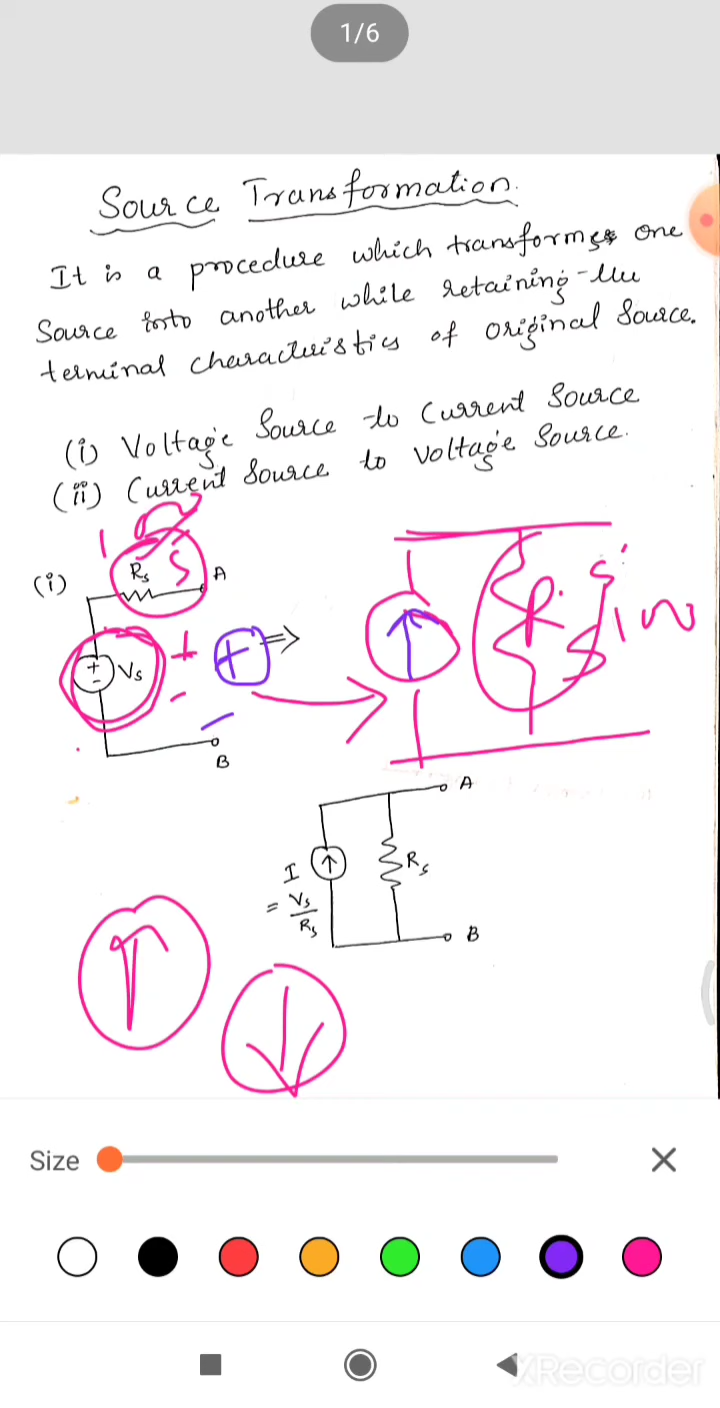 1/6
Source Transformation.
It is a procedure which transformes one
Source into another while retaining the
terminal characteristics of original Source.
(i) Voltage Source to Current Source
(ii) Current Source to Voltage Source.
(i)
Rs S A
+ - Vs + - + - ⇒
B
R
A
I = Vs/Rs
Rs
B
Size
XRecorder